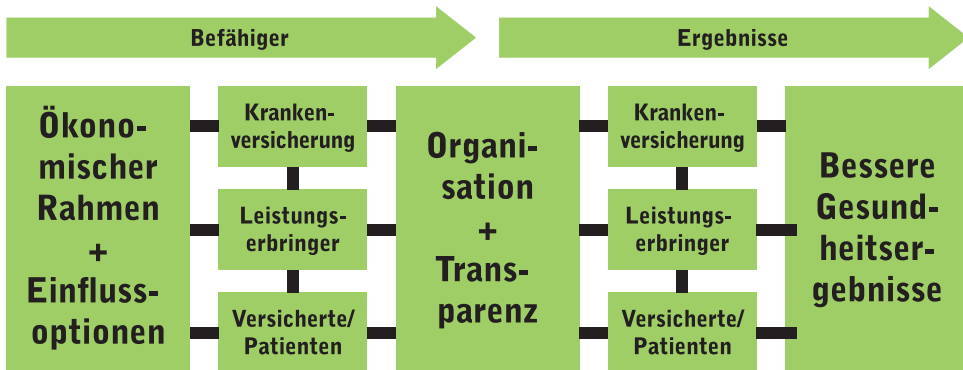 Befähiger
Ergebnisse
Ökono-
mischer
Rahmen
+
Einfluss-
optionen
Kranken-
versicherung
Leistungs-
erbringer
Versicherte/
Patienten
Organi-
sation
+
Trans-
parenz
Kranken-
versicherung
Leistungs-
erbringer
Versicherte/
Patienten
Bessere
Gesund-
heitser-
gebnisse